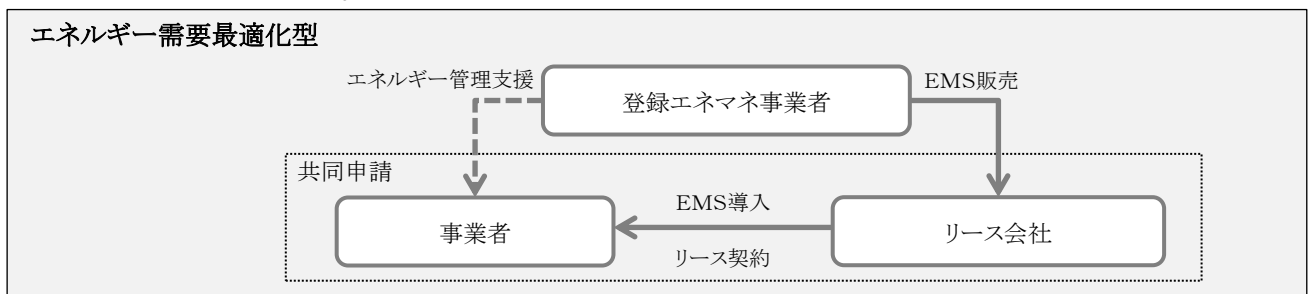 エネルギー需要最適化型
エネルギー管理支援
登録エネマネ事業者
EMS販売
共同申請
事業者
EMS導入
リース契約
リース会社